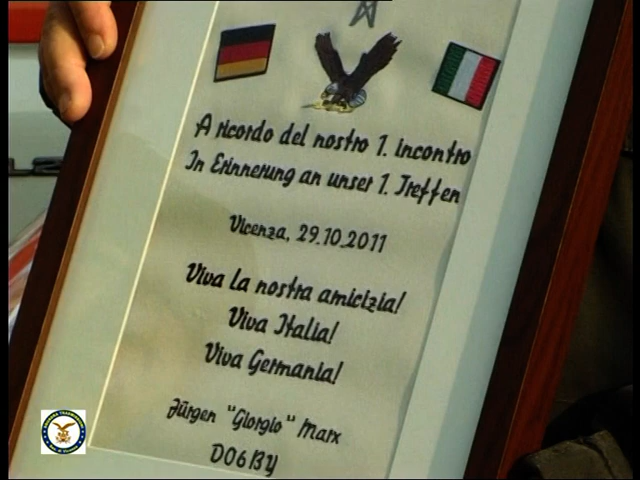 A ricordo del nostro 1. incontro
In Erinnerung an unser 1. Treffen
Vicenza, 29.10.2011
Viva la nostra amicizia!
Viva Italia!
Viva Germania!
Jürgen "Giorgio" Marx
DO6BY